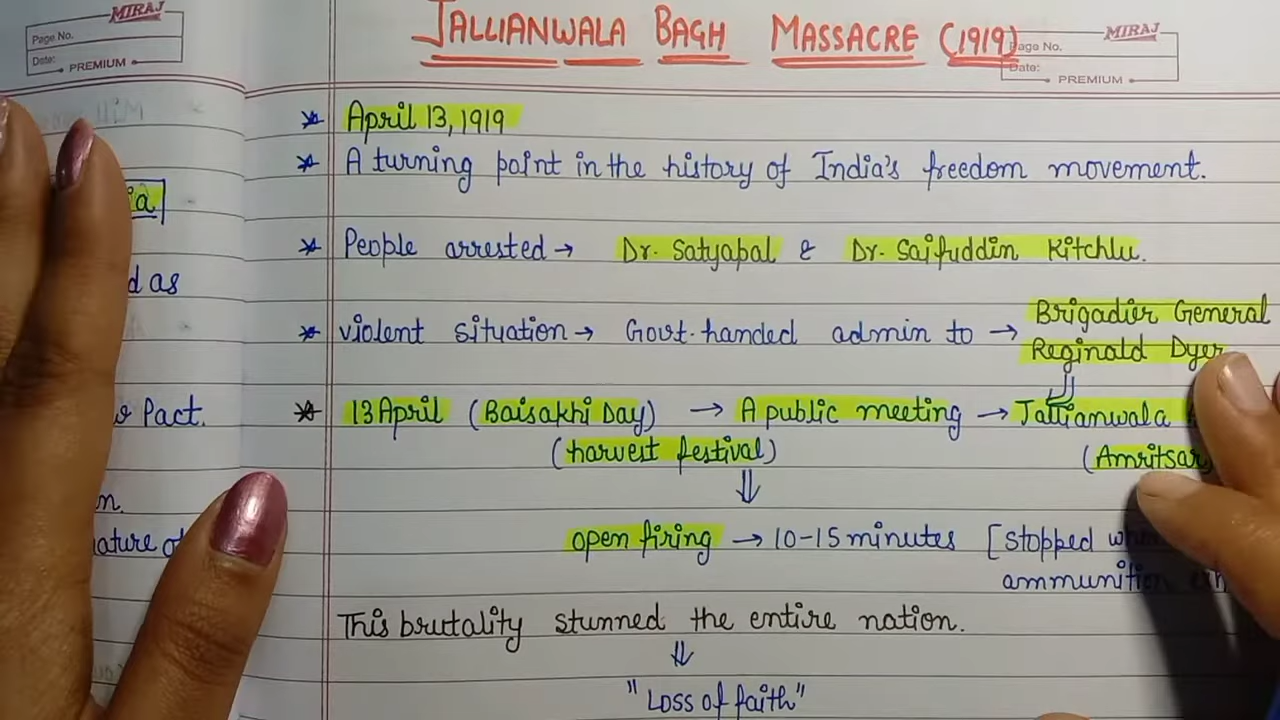 MIRAJ
Page No.
Date:
PREMIUM
JALLIANWALA BAGH MASSACRE (1919)
MIRAJ
Page No.
Date:
PREMIUM
April 13, 1919
A turning point in the history of India's freedom movement.
People arrested → Dr. Satyapal & Dr. Saifuddin Kitchlu.
d as
violent situation → Govt. handed admin to → Brigadier General
Reginald Dyer
Pact.
13 April (Baisakhi Day) → A public meeting → Jallianwala
(harvest festival)
(Amritsar
n.
ature of
open firing → 10-15 minutes [stopped
ammunition
This brutality stunned the entire nation.
"Loss of faith"